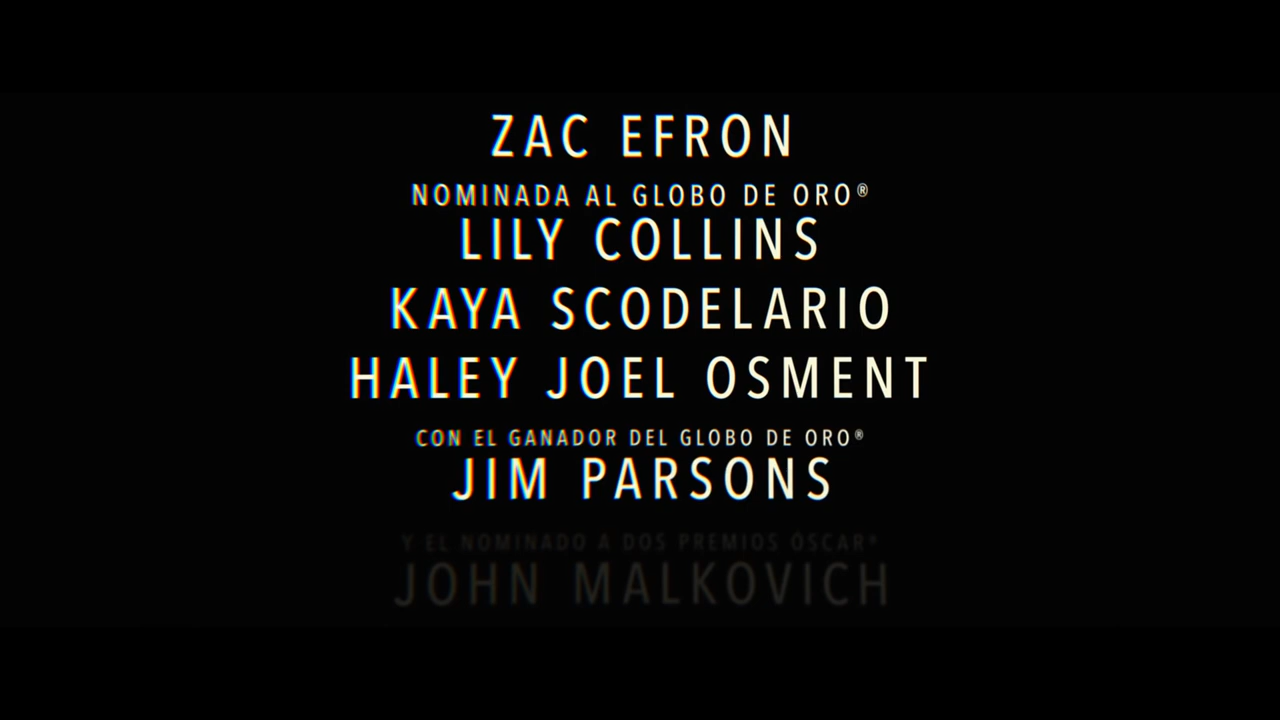 ZAC EFRON
NOMINADA AL GLOBO DE ORO®
LILY COLLINS
KAYA SCODELARIO
HALEY JOEL OSMENT
CON EL GANADOR DEL GLOBO DE ORO®
JIM PARSONS
Y EL NOMINADO A DOS PREMIOS ÓSCAR®
JOHN MALKOVICH